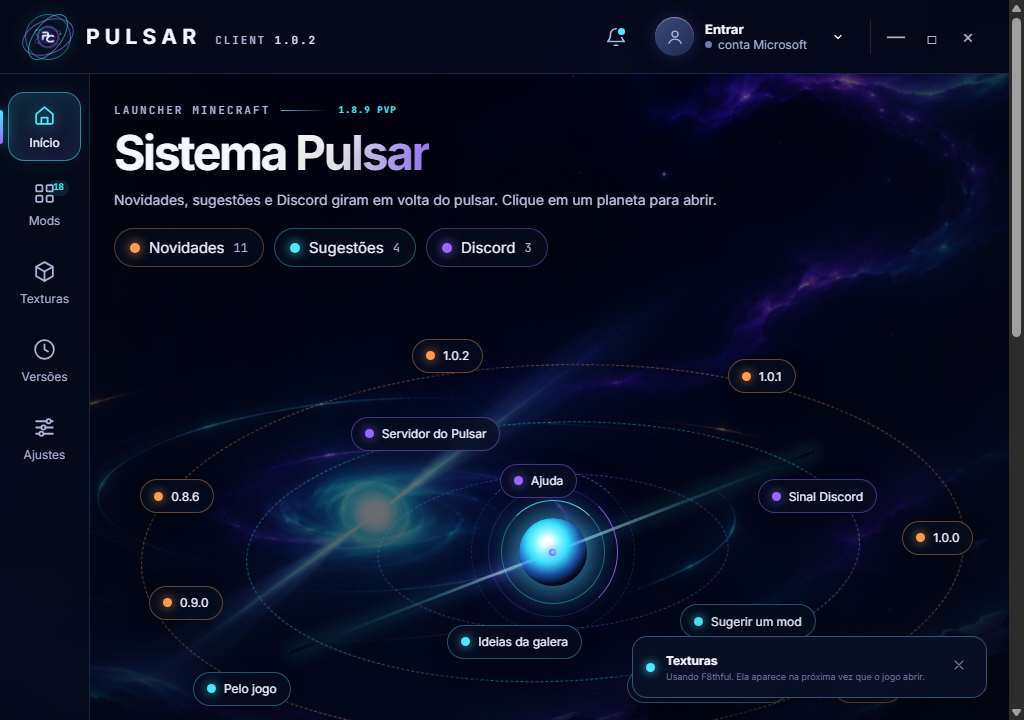 PC
PULSAR
CLIENT 1.0.2
Entrar
conta Microsoft
Início
18
Mods
Texturas
Versões
Ajustes
LAUNCHER MINECRAFT
1.8.9 PVP
Sistema Pulsar
Novidades, sugestões e Discord giram em volta do pulsar. Clique em um planeta para abrir.
Novidades 11
Sugestões 4
Discord 3
1.0.2
1.0.1
Servidor do Pulsar
Ajuda
0.8.6
Sinal Discord
1.0.0
0.9.0
Sugerir um mod
Ideias da galera
Pelo jogo
Texturas
Usando F8thful. Ela aparece na próxima vez que o jogo abrir.